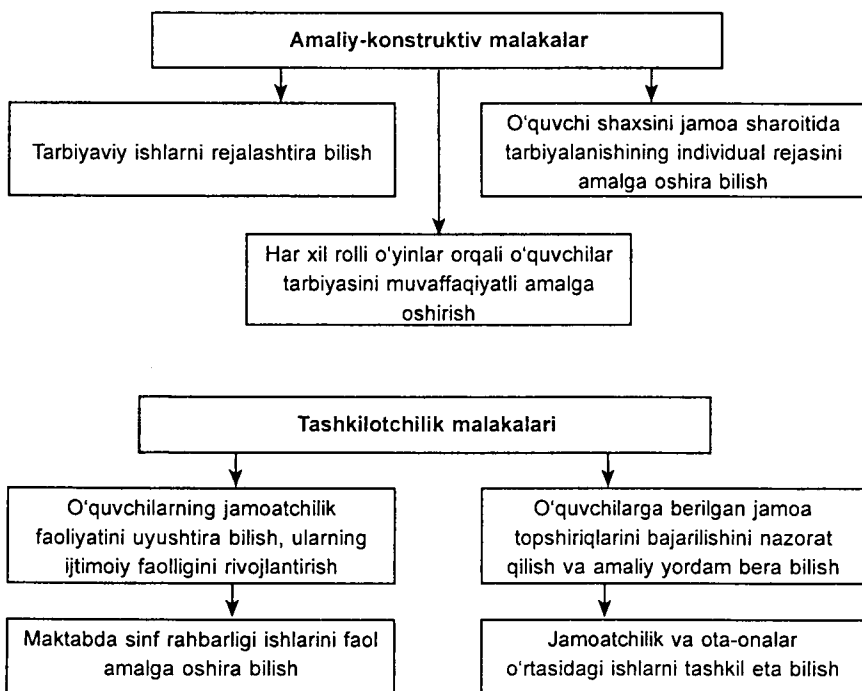 Amaliy-konstruktiv malakalar
Tarbiyaviy ishlarni rejalashtira bilish
O‘quvchi shaxsini jamoa sharoitida
tarbiyalanishining individual rejasini
amalga oshira bilish
Har xil rolli o‘yinlar orqali o‘quvchilar
tarbiyasini muvaffaqiyatli amalga
oshirish
Tashkilotchilik malakalari
O‘quvchilarning jamoatchilik
faoliyatini uyushtira bilish, ularning
ijtimoiy faolligini rivojlantirish
O‘quvchilarga berilgan jamoa
topshiriqlarini bajarilishini nazorat
qilish va amaliy yordam bera bilish
Maktabda sinf rahbarligi ishlarini faol
amalga oshira bilish
Jamoatchilik va ota-onalar
o‘rtasidagi ishlarni tashkil eta bilish